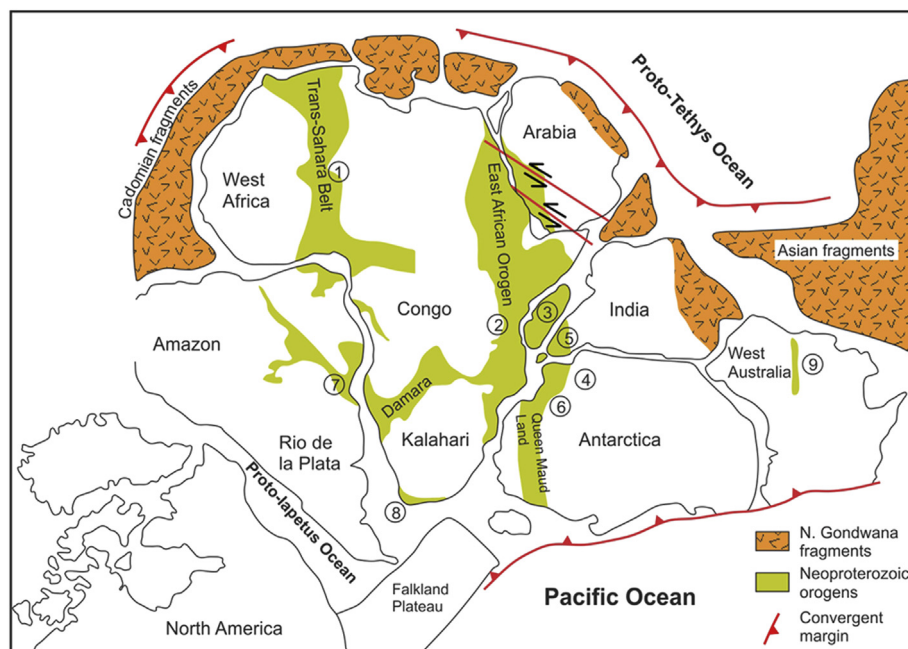 Cadomian fragments
Trans-Sahara Belt
1
West
Africa
East African Orogen
Arabia
Proto-Tethys Ocean
Asian fragments
Congo
2
3
India
5
4
6
West
Australia
9
Amazon
7
Damara
Kalahari
Queen Maud
Land
Antarctica
Rio de
la Plata
Proto-Iapetus Ocean
8
Falkland
Plateau
North America
Pacific Ocean
N. Gondwana
fragments
Neoproterozoic
orogens
Convergent
margin